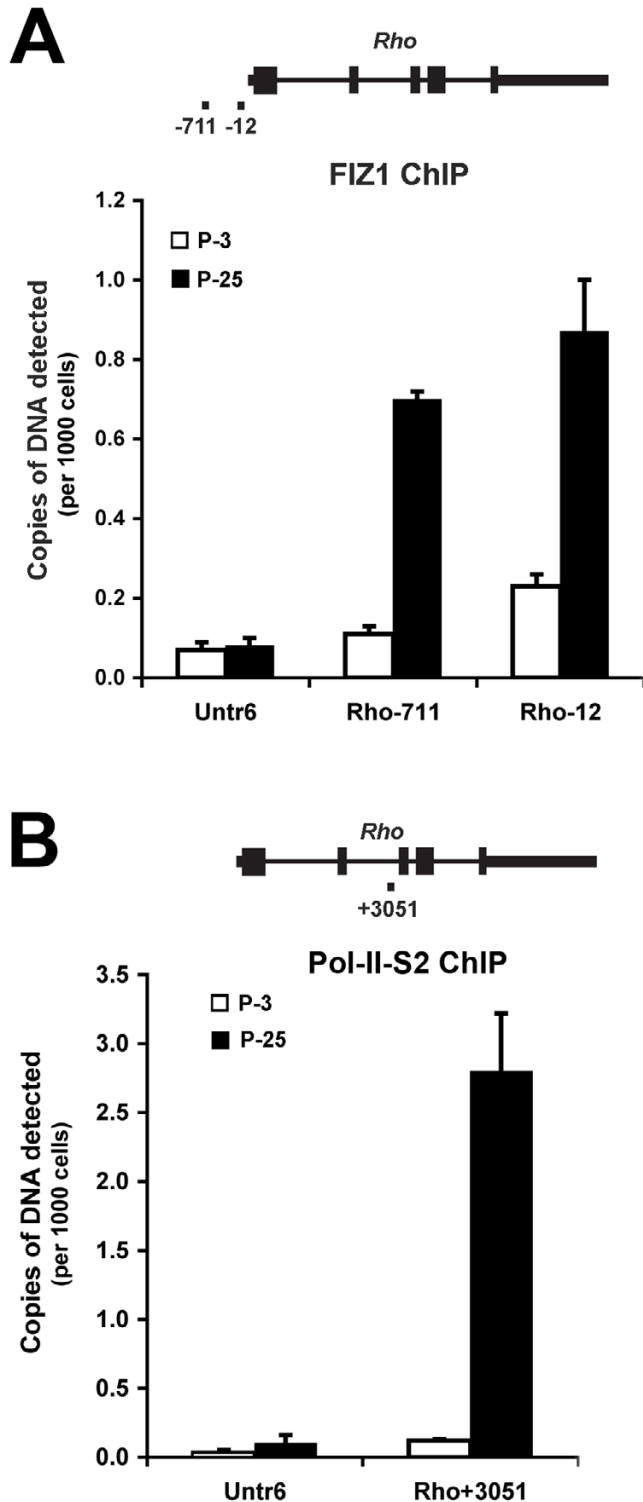 A
Rho
-711 -12
FIZ1 ChIP
Copies of DNA detected
(per 1000 cells)
1.2
1.0
0.8
0.6
0.4
0.2
0.0
P-3
P-25
Untr6 Rho-711 Rho-12
B
Rho
+3051
Pol-II-S2 ChIP
Copies of DNA detected
(per 1000 cells)
3.5
3.0
2.5
2.0
1.5
1.0
0.5
0.0
P-3
P-25
Untr6 Rho+3051